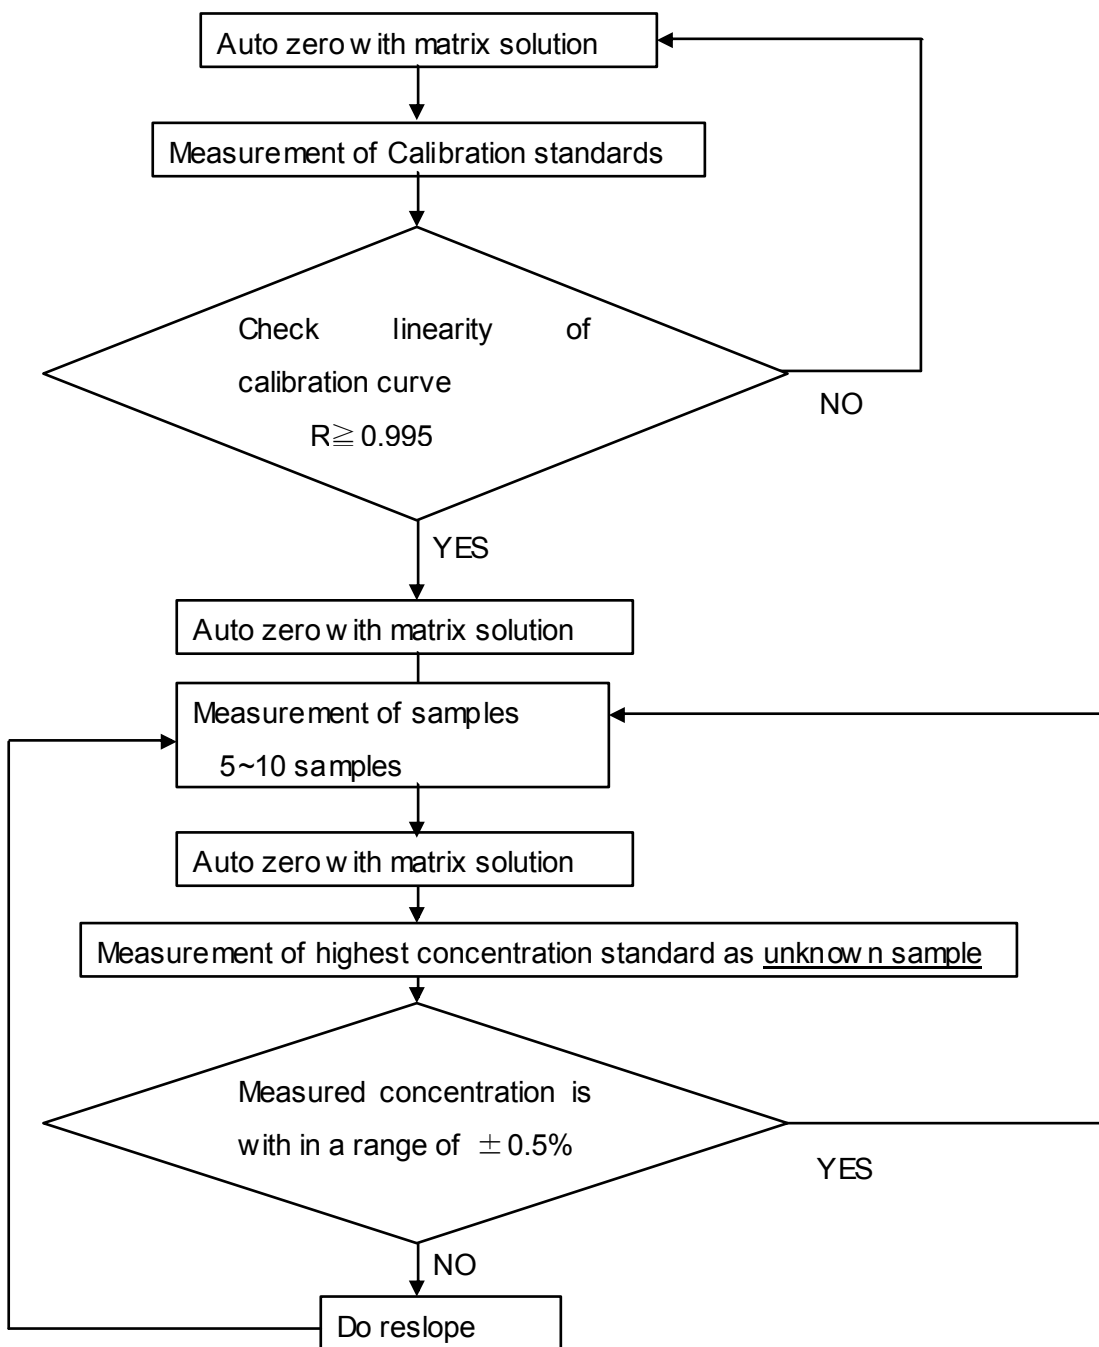 Auto zero with matrix solution
Measurement of Calibration standards
Check linearity of
calibration curve
R≧0.995
NO
YES
Auto zero with matrix solution
Measurement of samples
5~10 samples
Auto zero with matrix solution
Measurement of highest concentration standard as unknown sample
Measured concentration is
with in a range of ±0.5%
YES
NO
Do reslope